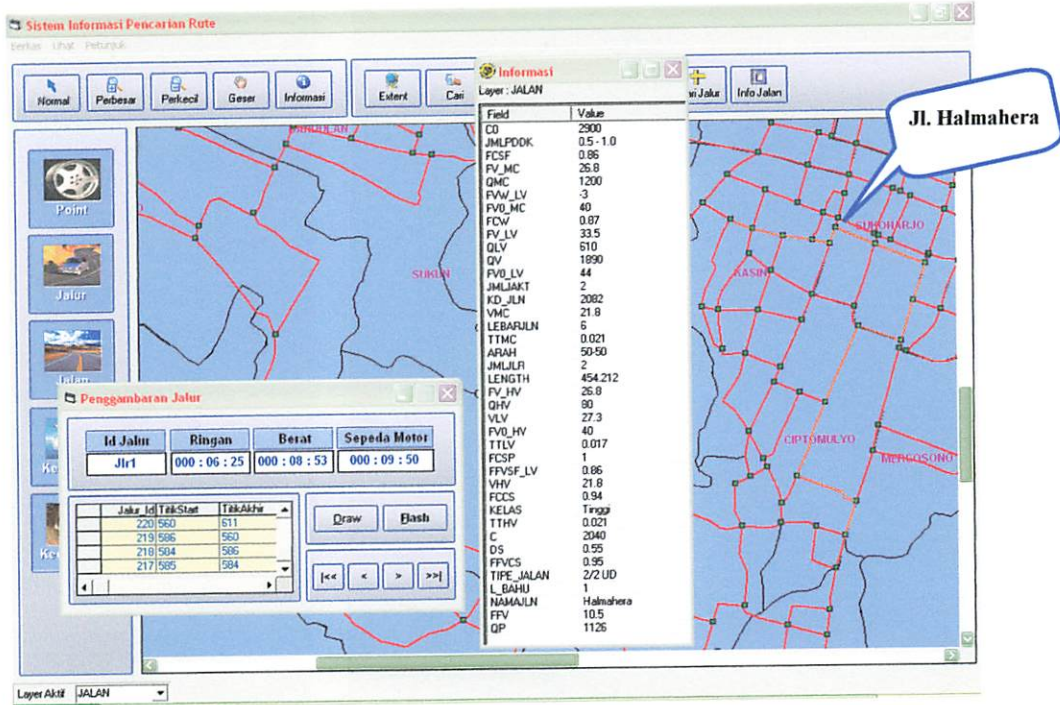 Sistem Informasi Pencarian Rute
Berkas Lihat Petunjuk
Normal Perbesar Perkecil Geser Informasi Extent Cari Info Jalan
Informasi
Layer : JALAN
Field Value
C0 2900
JMLPDDK 0.5 - 1.0
FCSF 0.86
FV_MC 26.8
QMC 1200
FVW_LV -3
FV0_MC 40
FCW 0.87
FV_LV 33.5
QLV 610
QV 1890
FV0_LV 44
JMLJAKT 2
KD_JLN 2082
VMC 21.8
LEBARJLN 6
TTMC 0.021
ARAH 50-50
JMLJLR 2
LENGTH 454.212
FV_HV 26.8
QHV 80
VLV 27.3
FV0_HV 40
TTLV 0.017
FCSP 1
FFVSF_LV 0.86
VHV 21.8
FCCS 0.94
KELAS Tinggi
TTHV 0.021
C 2040
DS 0.55
FFVCS 0.95
TIPE_JALAN 2/2 UD
L_BAHU 1
NAMAJLN Halmahera
FFV 10.5
QP 1126
Jl. Halmahera
Point
Jalur
Jalan
SUKUN
SUKOHARJO
KASIN
CIPTOMULYO
MERGOSONO
Penggambaran Jalur
Id Jalur Ringan Berat Sepeda Motor
Jlr1 000 : 06 : 25 000 : 08 : 53 000 : 09 : 50
Jalur_Id TitikStart TitikAkhir
220 560 611
219 586 560
218 584 586
217 585 584
Draw Flash
|<< < > >>|
Layer Aktif JALAN